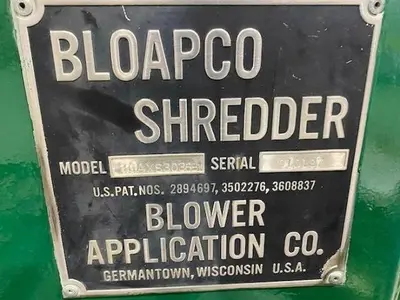 BLOAPCO
SHREDDER
MODEL SERIAL
U.S. PAT. NOS. 2894697, 3502276, 3608837
BLOWER
APPLICATION CO.
GERMANTOWN, WISCONSIN U.S.A.